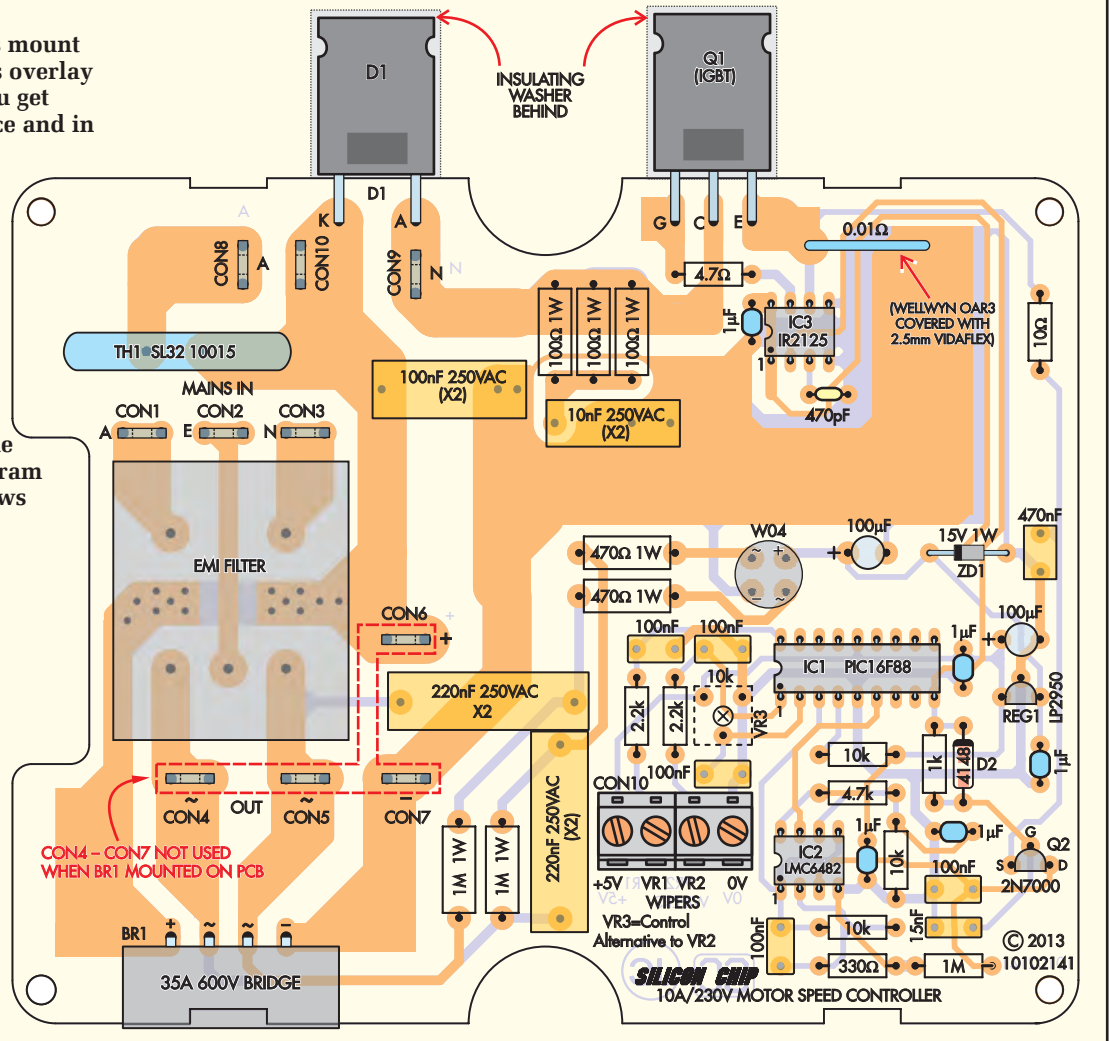 s mount
s overlay
u get
ce and in
e
ram
ws
D1
INSULATING
WASHER
BEHIND
Q1
(IGBT)
D1
K
A
G
C
E
A
CON8
A
CON10
CON9
N
N
4.7Ω
0.01Ω
(WELLWYN OAR3
COVERED WITH
2.5mm VIDAFLEX)
10Ω
100Ω 1W
100Ω 1W
100Ω 1W
1µF
IC3
IR2125
1
470pF
TH1 SL32 10015
MAINS IN
CON1
CON2
CON3
A
E
N
100nF 250VAC
(X2)
10nF 250VAC
(X2)
EMI FILTER
470Ω 1W
470Ω 1W
W04
~
+
–
~
100µF
+
15V 1W
ZD1
470nF
CON6
+
+
100nF
100nF
10k
VR3
2.2k
2.2k
IC1 PIC16F88
1
1µF
100µF
+
REG1
LP2950
220nF 250VAC
X2
220nF 250VAC
(X2)
100nF
10k
4.7k
1k
4148
D2
1µF
~
CON4
OUT
~
CON5
–
CON7
CON4 – CON7 NOT USED
WHEN BR1 MOUNTED ON PCB
1M 1W
1M 1W
CON10
+5V
VR1
VR2
0V
WIPERS
VR3=Control
Alternative to VR2
+5V
0V
IC2
LMC6482
1
1µF
10k
1µF
100nF
15nF
G
S
D
Q2
2N7000
100nF
10k
330Ω
1M
© 2013
10102141
BR1
+
~
~
–
35A 600V BRIDGE
SILICON CHIP
10A/230V MOTOR SPEED CONTROLLER